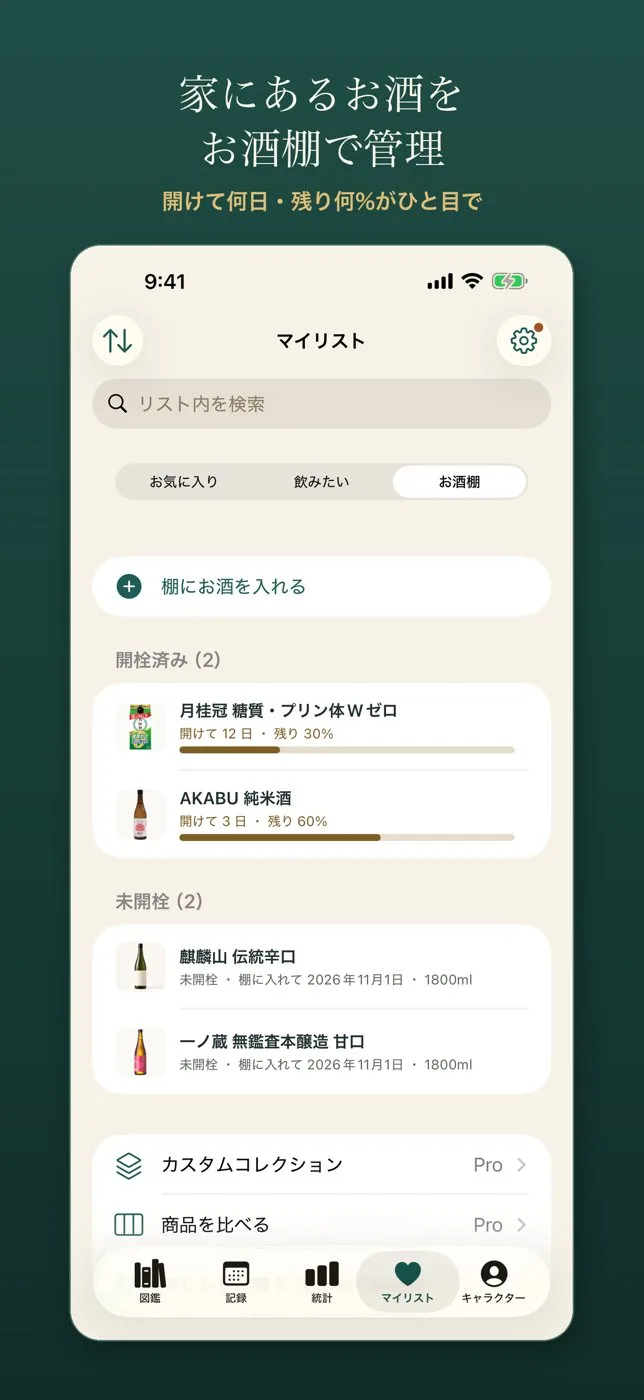 家にあるお酒を
お酒棚で管理
開けて何日・残り何%がひと目で
9:41
マイリスト
リスト内を検索
お気に入り
飲みたい
お酒棚
棚にお酒を入れる
開栓済み (2)
月桂冠 糖質・プリン体Wゼロ
開けて 12 日 ・ 残り 30%
AKABU 純米酒
開けて 3 日 ・ 残り 60%
未開栓 (2)
麒麟山 伝統辛口
未開栓 ・ 棚に入れて 2026年11月1日 ・ 1800ml
一ノ蔵 無鑑査本醸造 甘口
未開栓 ・ 棚に入れて 2026年11月1日 ・ 1800ml
カスタムコレクション Pro
商品を比べる Pro
図鑑
記録
統計
マイリスト
キャラクター